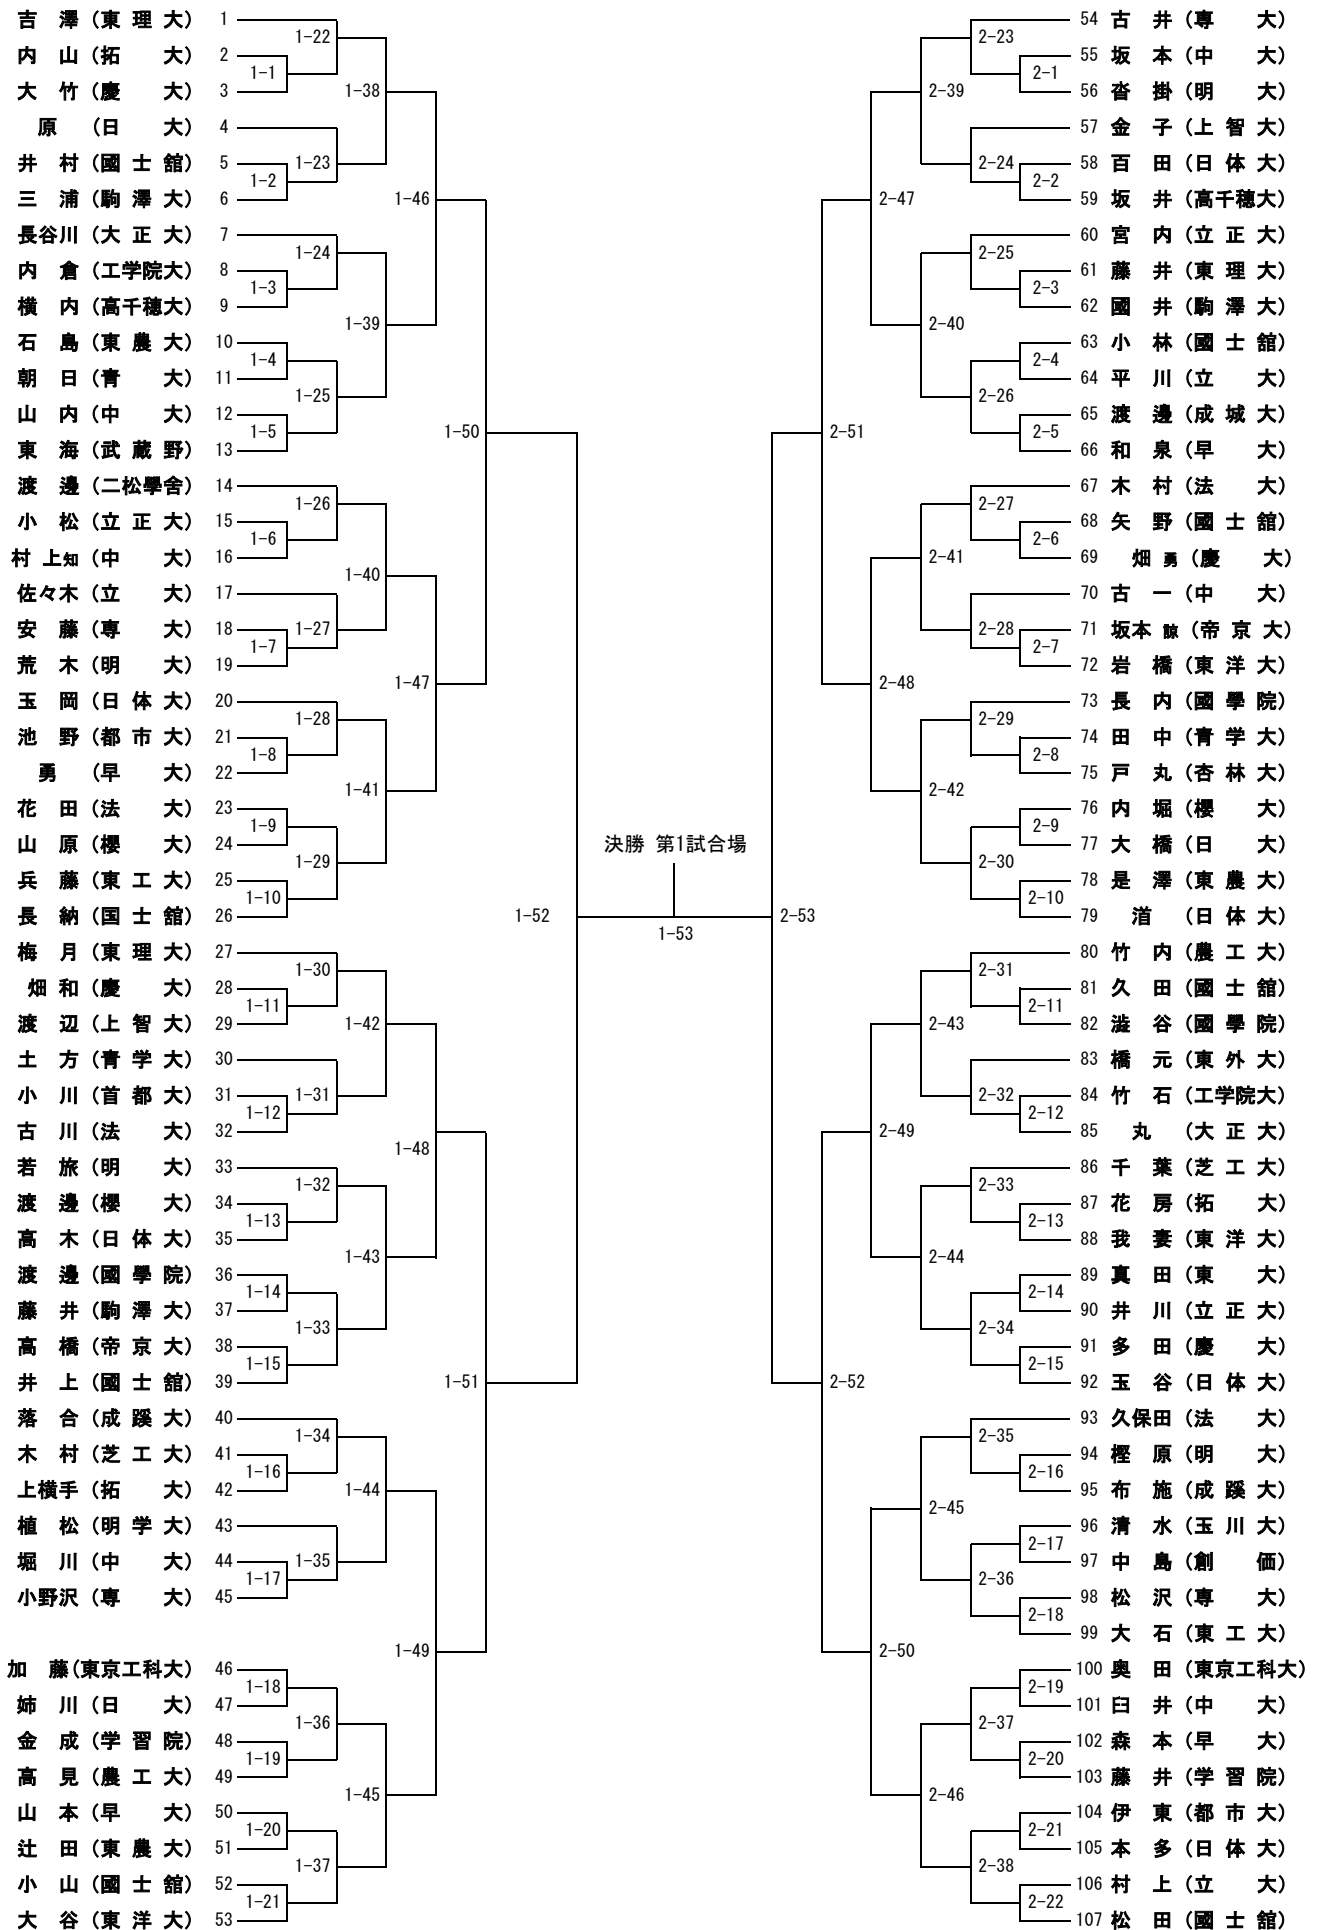 吉 澤 (東 理 大) 1
内 山 (拓 大) 2
大 竹 (慶 大) 3
原 (日 大) 4
井 村 (國 士 舘) 5
三 浦 (駒 澤 大) 6
長谷川 (大 正 大) 7
内 倉 (工学院大) 8
横 内 (高千穂大) 9
石 島 (東 農 大) 10
朝 日 (青 大) 11
山 内 (中 大) 12
東 海 (武 蔵 野) 13
渡 邊 (二松學舎) 14
小 松 (立 正 大) 15
村 上知 (中 大) 16
佐々木 (立 大) 17
安 藤 (専 大) 18
荒 木 (明 大) 19
玉 岡 (日 体 大) 20
池 野 (都 市 大) 21
勇 (早 大) 22
花 田 (法 大) 23
山 原 (櫻 大) 24
兵 藤 (東 工 大) 25
長 納 (国 士 舘) 26
梅 月 (東 理 大) 27
畑 和 (慶 大) 28
渡 辺 (上 智 大) 29
土 方 (青 学 大) 30
小 川 (首 都 大) 31
古 川 (法 大) 32
若 旅 (明 大) 33
渡 邊 (櫻 大) 34
高 木 (日 体 大) 35
渡 邊 (國 學 院) 36
藤 井 (駒 澤 大) 37
高 橋 (帝 京 大) 38
井 上 (國 士 舘) 39
落 合 (成 蹊 大) 40
木 村 (芝 工 大) 41
上横手 (拓 大) 42
植 松 (明 学 大) 43
堀 川 (中 大) 44
小野沢 (専 大) 45
加 藤 (東京工科大) 46
姉 川 (日 大) 47
金 成 (学 習 院) 48
高 見 (農 工 大) 49
山 本 (早 大) 50
辻 田 (東 農 大) 51
小 山 (國 士 舘) 52
大 谷 (東 洋 大) 53
1-1
1-2
1-3
1-4
1-5
1-6
1-7
1-8
1-9
1-10
1-11
1-12
1-13
1-14
1-15
1-16
1-17
1-18
1-19
1-20
1-21
1-22
1-23
1-24
1-25
1-26
1-27
1-28
1-29
1-30
1-31
1-32
1-33
1-34
1-35
1-36
1-37
1-38
1-39
1-40
1-41
1-42
1-43
1-44
1-45
1-46
1-47
1-48
1-49
1-50
1-51
1-52
決勝 第1試合場
1-53
2-53
2-51
2-52
2-47
2-48
2-49
2-50
2-39
2-40
2-41
2-42
2-43
2-44
2-45
2-46
2-23
2-24
2-25
2-26
2-27
2-28
2-29
2-30
2-31
2-32
2-33
2-34
2-35
2-36
2-37
2-38
2-1
2-2
2-3
2-4
2-5
2-6
2-7
2-8
2-9
2-10
2-11
2-12
2-13
2-14
2-15
2-16
2-17
2-18
2-19
2-20
2-21
2-22
54 古 井 (専 大)
55 坂 本 (中 大)
56 沓 掛 (明 大)
57 金 子 (上 智 大)
58 百 田 (日 体 大)
59 坂 井 (高千穂大)
60 宮 内 (立 正 大)
61 藤 井 (東 理 大)
62 國 井 (駒 澤 大)
63 小 林 (國 士 舘)
64 平 川 (立 大)
65 渡 邊 (成 城 大)
66 和 泉 (早 大)
67 木 村 (法 大)
68 矢 野 (國 士 舘)
69 畑 勇 (慶 大)
70 古 一 (中 大)
71 坂本 諒 (帝 京 大)
72 岩 橋 (東 洋 大)
73 長 内 (國 學 院)
74 田 中 (青 学 大)
75 戸 丸 (杏 林 大)
76 内 堀 (櫻 大)
77 大 橋 (日 大)
78 是 澤 (東 農 大)
79 (日 体 大)
80 竹 内 (農 工 大)
81 久 田 (國 士 舘)
82 澁 谷 (國 學 院)
83 橋 元 (東 外 大)
84 竹 石 (工学院大)
85 丸 (大 正 大)
86 千 葉 (芝 工 大)
87 花 房 (拓 大)
88 我 妻 (東 洋 大)
89 真 田 (東 大)
90 井 川 (立 正 大)
91 多 田 (慶 大)
92 玉 谷 (日 体 大)
93 久保田 (法 大)
94 樫 原 (明 大)
95 布 施 (成 蹊 大)
96 清 水 (玉 川 大)
97 中 島 (創 価)
98 松 沢 (専 大)
99 大 石 (東 工 大)
100 奥 田 (東京工科大)
101 臼 井 (中 大)
102 森 本 (早 大)
103 藤 井 (学 習 院)
104 伊 東 (都 市 大)
105 本 多 (日 体 大)
106 村 上 (立 大)
107 松 田 (國 士 舘)